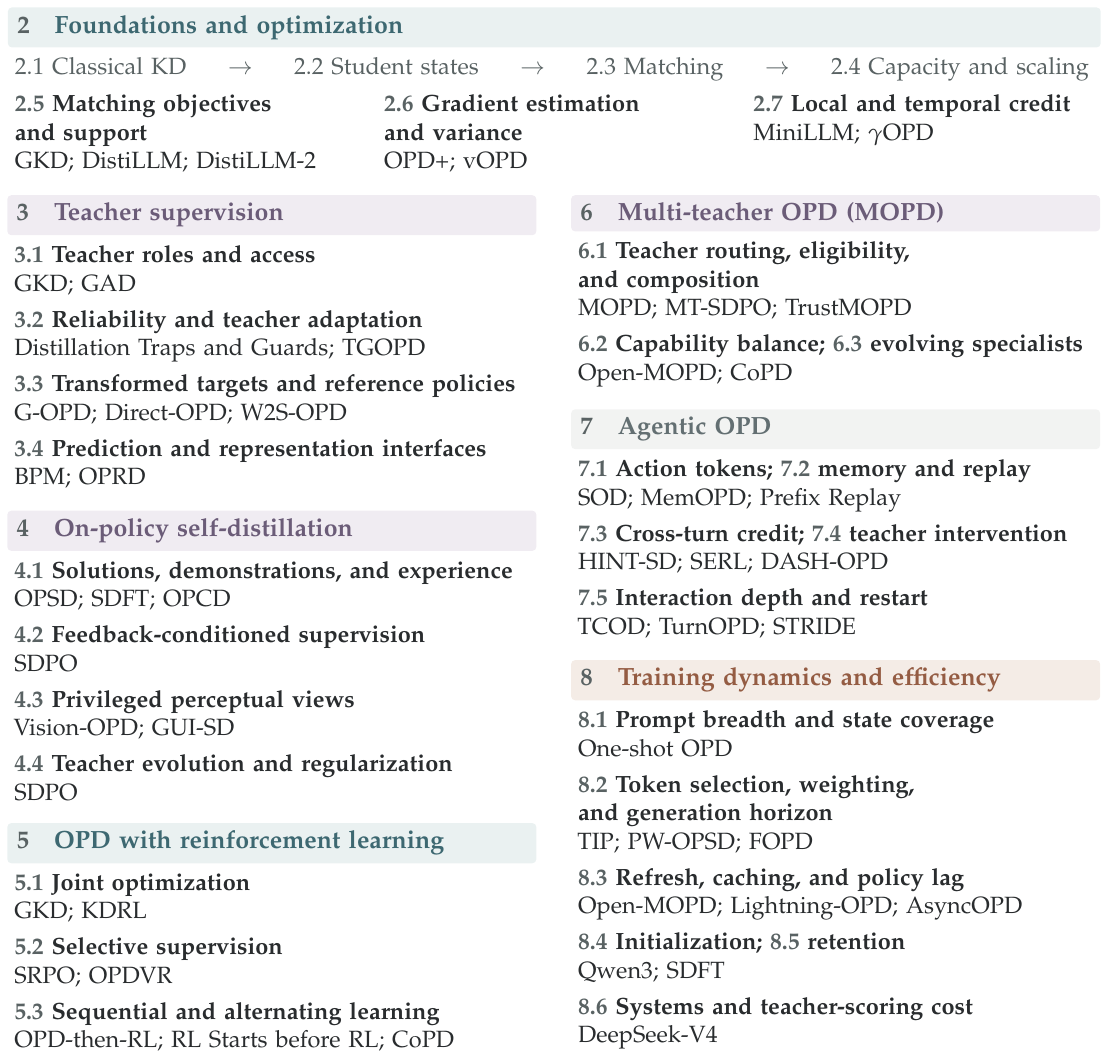 2 Foundations and optimization
2.1 Classical KD → 2.2 Student states → 2.3 Matching → 2.4 Capacity and scaling
2.5 Matching objectives
and support
GKD; DistiLLM; DistiLLM-2
2.6 Gradient estimation
and variance
OPD+; vOPD
2.7 Local and temporal credit
MiniLLM; γOPD
3 Teacher supervision
3.1 Teacher roles and access
GKD; GAD
3.2 Reliability and teacher adaptation
Distillation Traps and Guards; TGOPD
3.3 Transformed targets and reference policies
G-OPD; Direct-OPD; W2S-OPD
3.4 Prediction and representation interfaces
BPM; OPRD
4 On-policy self-distillation
4.1 Solutions, demonstrations, and experience
OPSD; SDFT; OPCD
4.2 Feedback-conditioned supervision
SDPO
4.3 Privileged perceptual views
Vision-OPD; GUI-SD
4.4 Teacher evolution and regularization
SDPO
5 OPD with reinforcement learning
5.1 Joint optimization
GKD; KDRL
5.2 Selective supervision
SRPO; OPDVR
5.3 Sequential and alternating learning
OPD-then-RL; RL Starts before RL; CoPD
6 Multi-teacher OPD (MOPD)
6.1 Teacher routing, eligibility,
and composition
MOPD; MT-SDPO; TrustMOPD
6.2 Capability balance; 6.3 evolving specialists
Open-MOPD; CoPD
7 Agentic OPD
7.1 Action tokens; 7.2 memory and replay
SOD; MemOPD; Prefix Replay
7.3 Cross-turn credit; 7.4 teacher intervention
HINT-SD; SERL; DASH-OPD
7.5 Interaction depth and restart
TCOD; TurnOPD; STRIDE
8 Training dynamics and efficiency
8.1 Prompt breadth and state coverage
One-shot OPD
8.2 Token selection, weighting,
and generation horizon
TIP; PW-OPSD; FOPD
8.3 Refresh, caching, and policy lag
Open-MOPD; Lightning-OPD; AsyncOPD
8.4 Initialization; 8.5 retention
Qwen3; SDFT
8.6 Systems and teacher-scoring cost
DeepSeek-V4